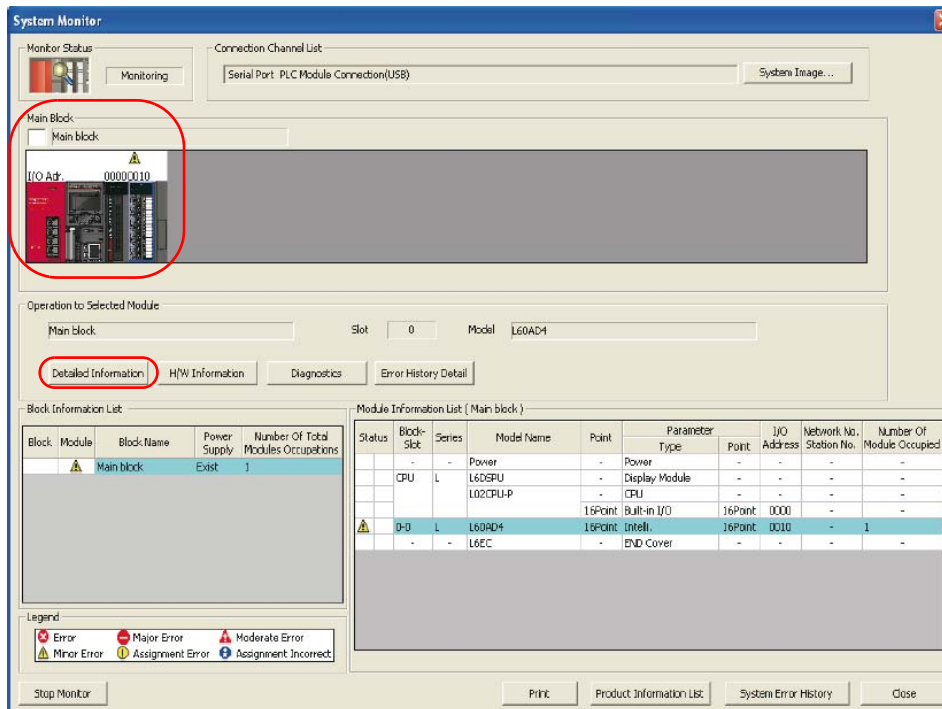 System Monitor
Monitor Status
Connection Channel List
Monitoring
Serial Port PLC Module Connection(USB)
System Image...
Main Block
Main block
I/O Adr. 00000010
Operation to Selected Module
Main block Slot 0 Model L60AD4
Detailed Information H/W Information Diagnostics Error History Detail
Block Information List
Block Module Block Name Power Supply Number Of Total Modules Occupations
Main block Exist 1
Module Information List ( Main block )
Status Block-Slot Series Model Name Point Parameter Type Point I/O Address Network No. Station No. Number Of Module Occupied
- - Power - Power - - - -
CPU L L6DSPU - Display Module - - - -
L02CPU-P - CPU - - - -
16Point Built-in I/O 16Point 0000 - -
0-0 L L60AD4 16Point Intelli. 16Point 0010 - 1
- - L6EC - END Cover - - - -
Legend
Error Major Error Moderate Error
Minor Error Assignment Error Assignment Incorrect
Stop Monitor Print Product Information List System Error History Close